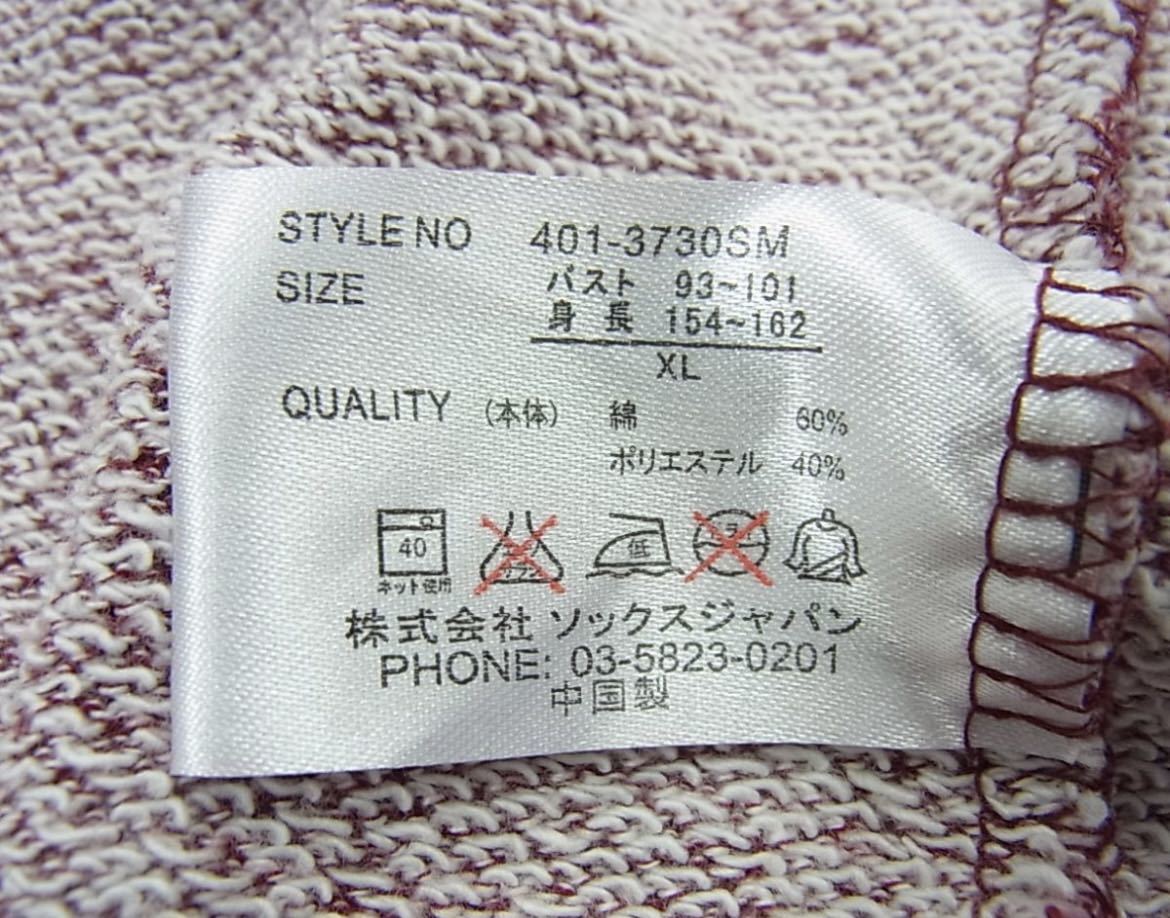 STYLE NO 401-3730SM
SIZE バスト 93~101
身長 154~162
XL
QUALITY (本体) 綿 60%
ポリエステル 40%
40 低
ネット使用
株式会社 ソックスジャパン
PHONE: 03-5823-0201
中国製